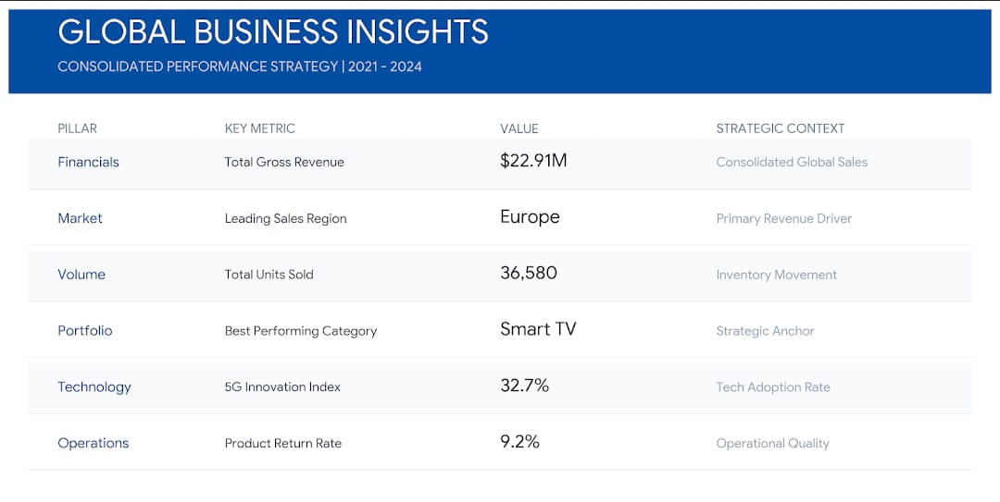 GLOBAL BUSINESS INSIGHTS
CONSOLIDATED PERFORMANCE STRATEGY | 2021 - 2024
PILLAR KEY METRIC VALUE STRATEGIC CONTEXT
Financials Total Gross Revenue $22.91M Consolidated Global Sales
Market Leading Sales Region Europe Primary Revenue Driver
Volume Total Units Sold 36,580 Inventory Movement
Portfolio Best Performing Category Smart TV Strategic Anchor
Technology 5G Innovation Index 32.7% Tech Adoption Rate
Operations Product Return Rate 9.2% Operational Quality